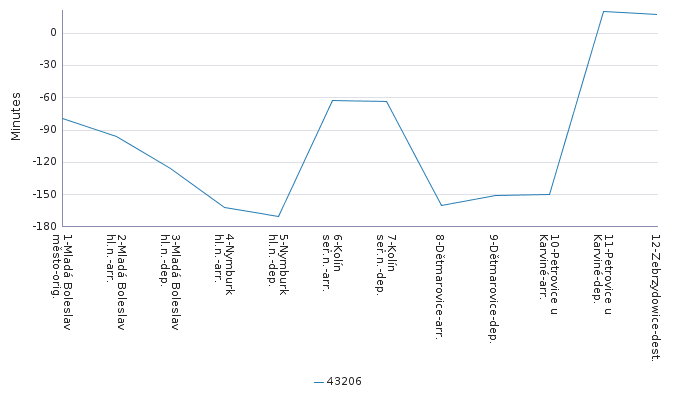 0
-30
-60
-90
-120
-150
-180
Minutes
1-Mladá Boleslav
město-orig.
2-Mladá Boleslav
hl.n.-arr.
3-Mladá Boleslav
hl.n.-dep.
4-Nymburk
hl.n.-arr.
5-Nymburk
hl.n.-dep.
6-Kolín
seř.n.-arr.
7-Kolín
seř.n.-dep.
8-Dětmarovice-arr.
9-Dětmarovice-dep.
10-Petrovice u
Karviné-arr.
11-Petrovice u
Karviné-dep.
12-Zebrzydowice-dest.
43206